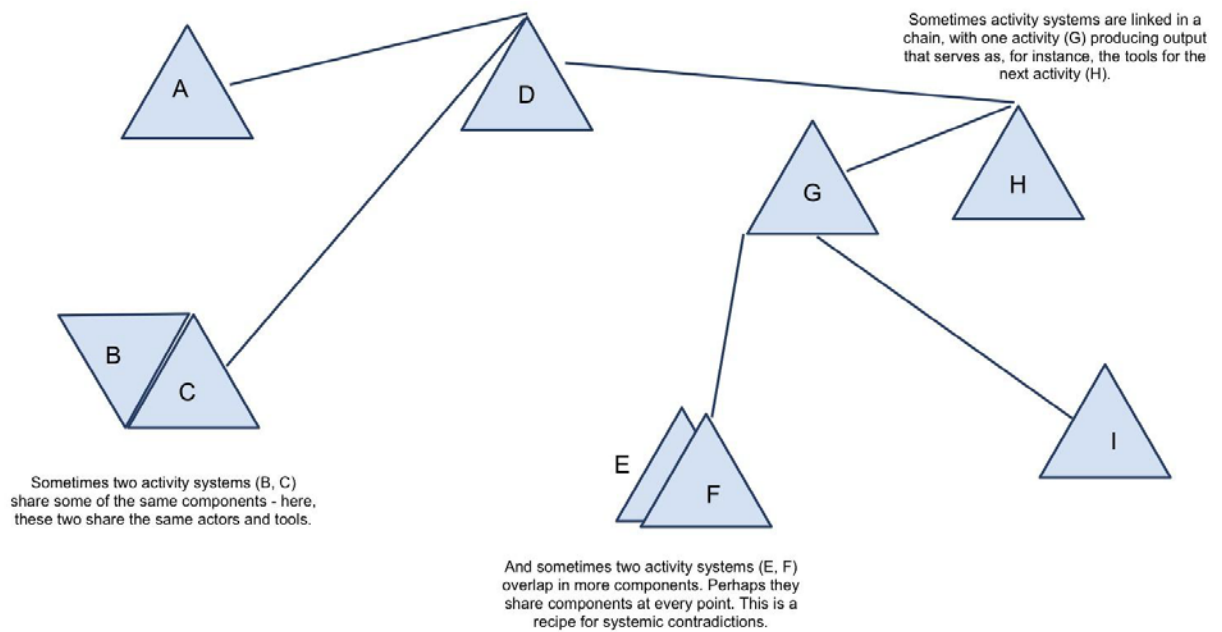 Sometimes activity systems are linked in a
chain, with one activity (G) producing output
that serves as, for instance, the tools for the
next activity (H).
A
D
G
H
B
C
E
F
I
Sometimes two activity systems (B, C)
share some of the same components - here,
these two share the same actors and tools.
And sometimes two activity systems (E, F)
overlap in more components. Perhaps they
share components at every point. This is a
recipe for systemic contradictions.